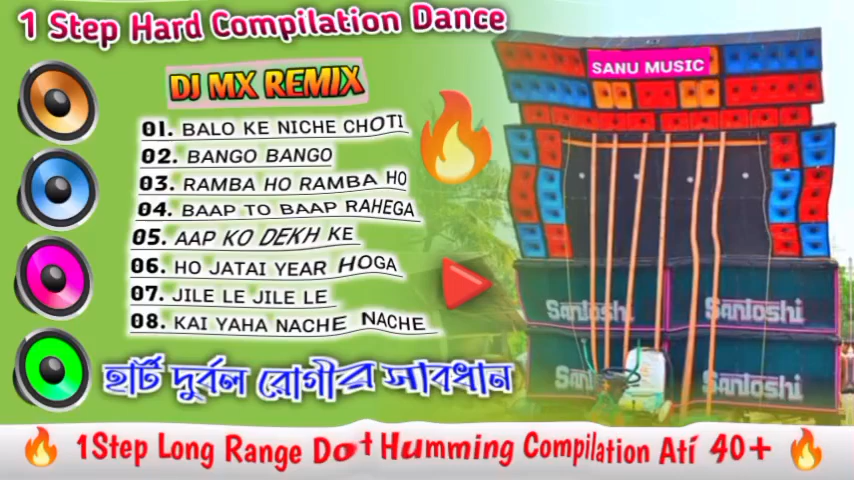 1 Step Hard Compilation Dance
DJ MX REMIX
SANU MUSIC
01. BALO KE NICHE CHOTI
02. BANGO BANGO
03. RAMBA HO RAMBA HO
04. BAAP TO BAAP RAHEGA
05. AAP KO DEKH KE
06. HO JATAI YEAR HOGA
07. JILE LE JILE LE
08. KAI YAHA NACHE NACHE
Santoshi
Santoshi
Santoshi
Santoshi
হার্ট দুর্বল রোগীর সাবধান
1Step Long Range Dot Humming Compilation Ati 40+